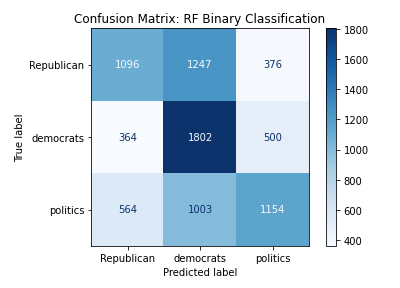 Confusion Matrix: RF Binary Classification
Republican 1096 1247 376
democrats 364 1802 500
politics 564 1003 1154
Republican democrats politics
Predicted label
True label
1800
1600
1400
1200
1000
800
600
400